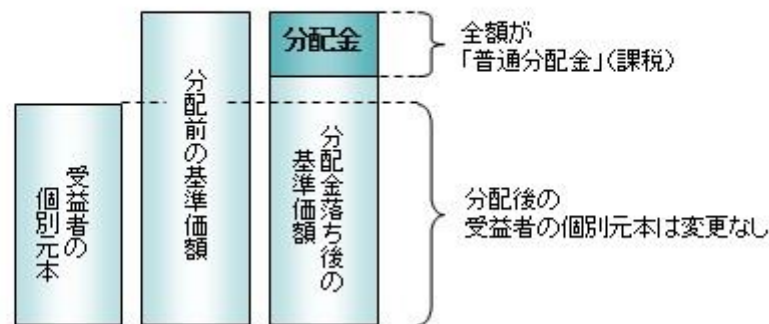 受益者の
個別元本
分配前の基準価額
分配金
分配金落ち後の
基準価額
全額が
「普通分配金」(課税)
分配後の
受益者の個別元本は変更なし